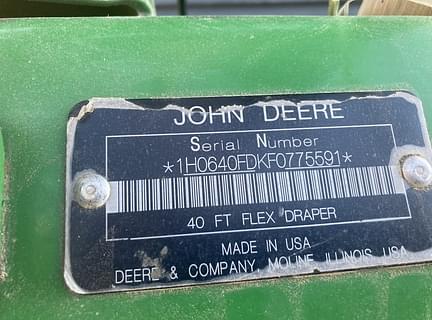 JOHN DEERE
Serial Number
*1H0640FDKF0775591*
40 FT FLEX DRAPER
MADE IN USA
DEERE & COMPANY, MOLINE, ILLINOIS USA